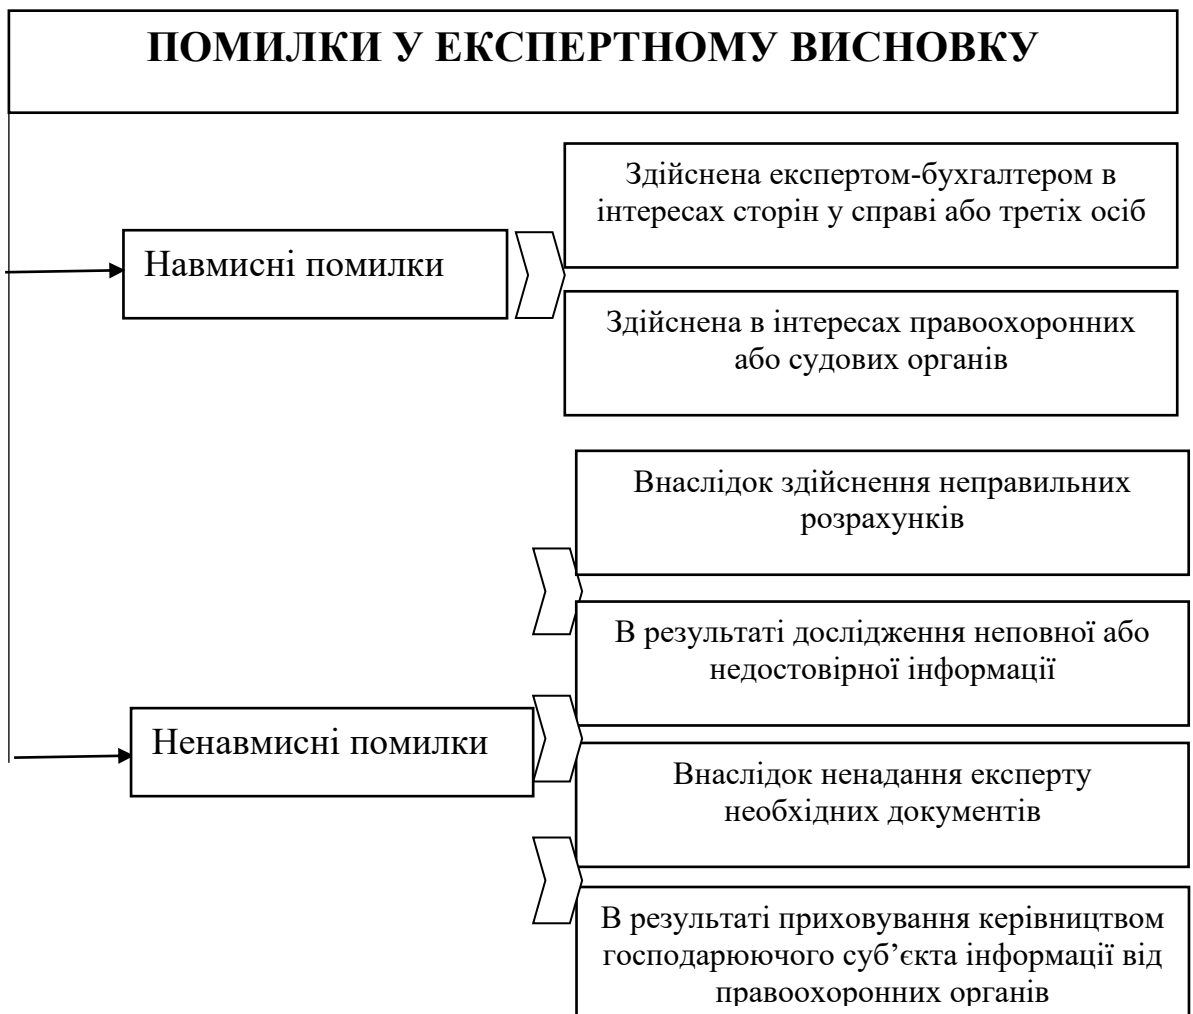 ПОМИЛКИ У ЕКСПЕРТНОМУ ВИСНОВКУ
Навмисні помилки
Здійснена експертом-бухгалтером в
інтересах сторін у справі або третіх осіб
Здійснена в інтересах правоохоронних
або судових органів
Ненавмисні помилки
Внаслідок здійснення неправильних
розрахунків
В результаті дослідження неповної або
недостовірної інформації
Внаслідок ненадання експерту
необхідних документів
В результаті приховування керівництвом
господарюючого суб’єкта інформації від
правоохоронних органів